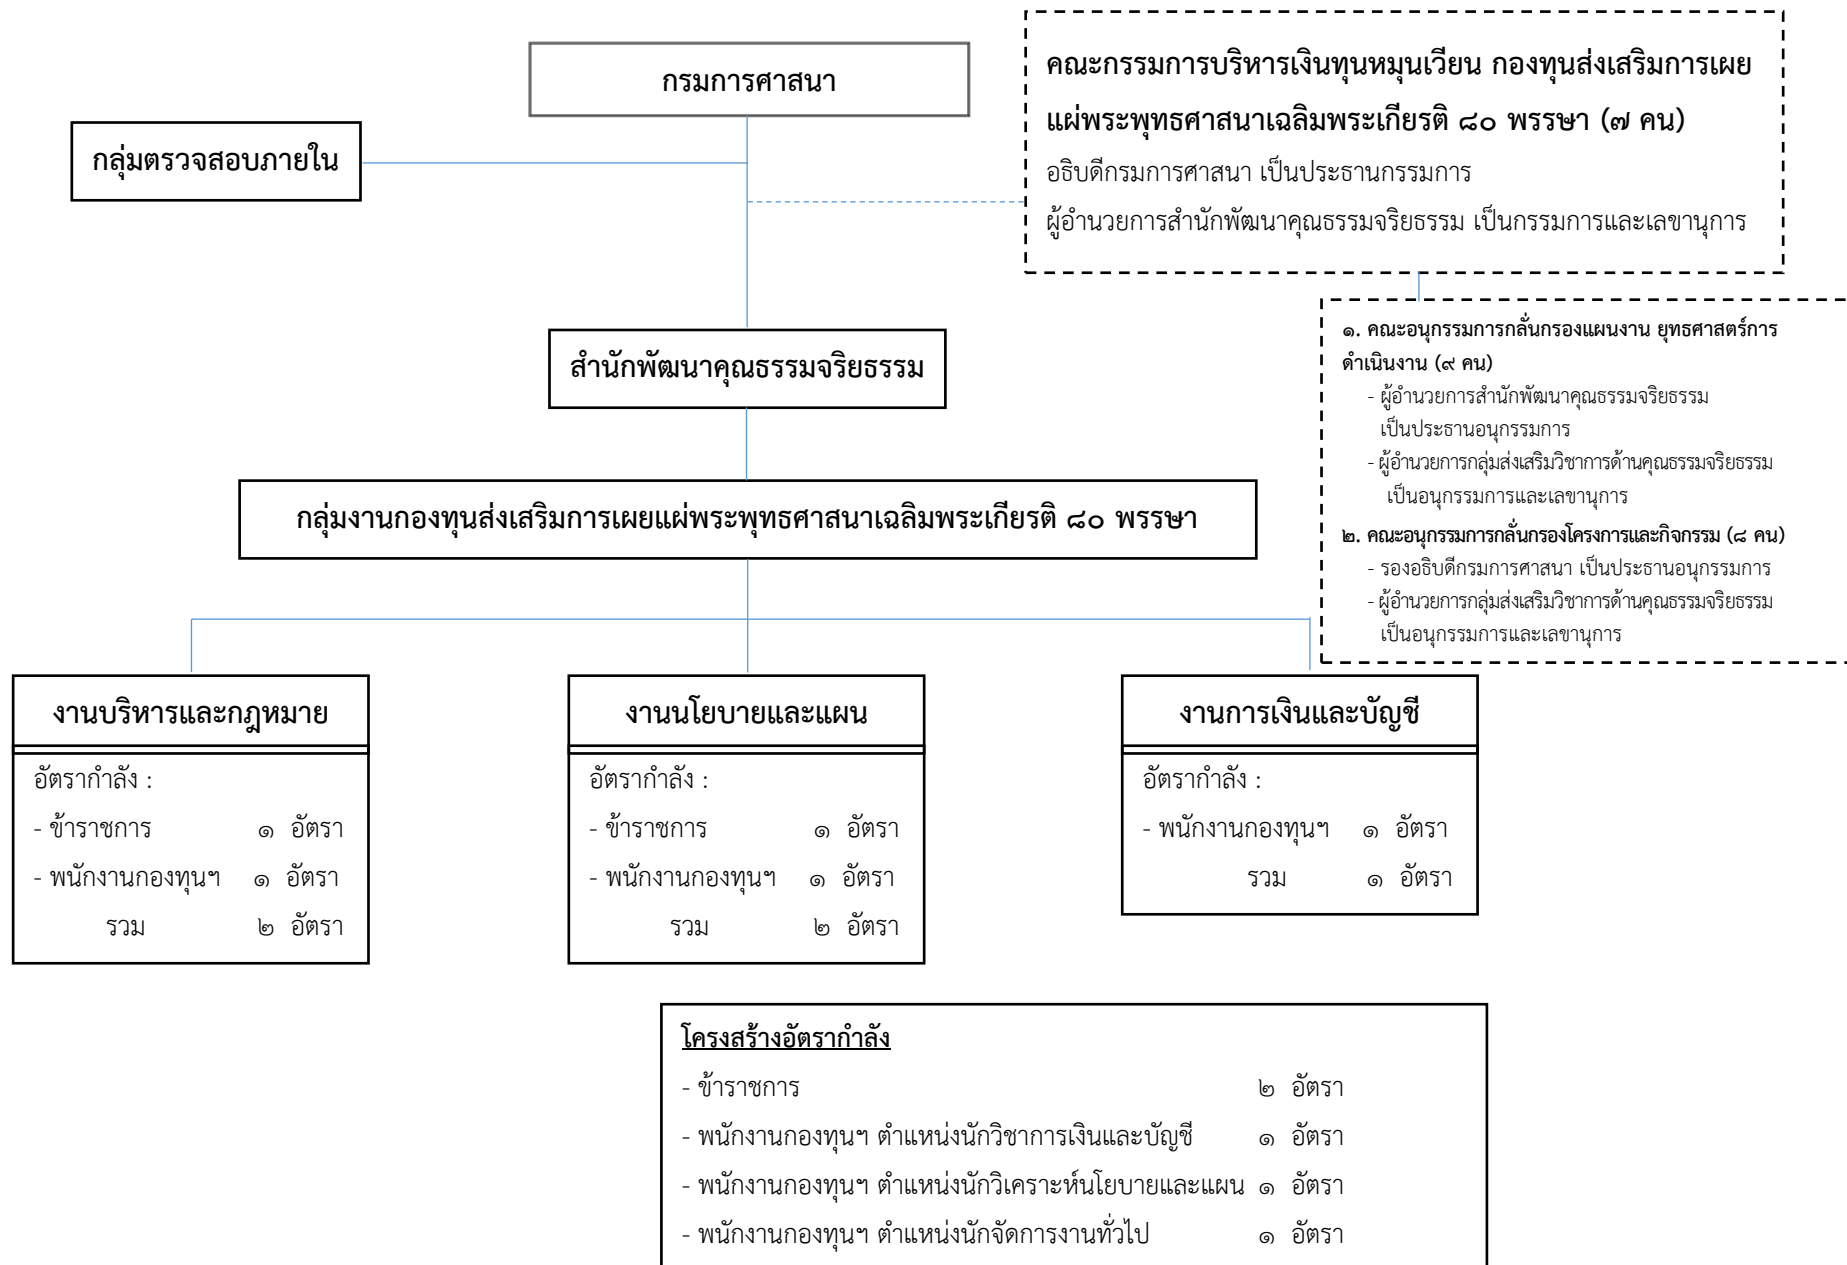 กรมการศาสนา
คณะกรรมการบริหารเงินทุนหมุนเวียน กองทุนส่งเสริมการเผย
แผ่พระพุทธศาสนาเฉลิมพระเกียรติ ๘๐ พรรษา (๗ คน)
อธิบดีกรมการศาสนา เป็นประธานกรรมการ
ผู้อำนวยการสำนักพัฒนาคุณธรรมจริยธรรม เป็นกรรมการและเลขานุการ
กลุ่มตรวจสอบภายใน
๑. คณะอนุกรรมการกลั่นกรองแผนงาน ยุทธศาสตร์การ
ดำเนินงาน (๙ คน)
- ผู้อำนวยการสำนักพัฒนาคุณธรรมจริยธรรม
เป็นประธานอนุกรรมการ
- ผู้อำนวยการกลุ่มส่งเสริมวิชาการด้านคุณธรรมจริยธรรม
เป็นอนุกรรมการและเลขานุการ
๒. คณะอนุกรรมการกลั่นกรองโครงการและกิจกรรม (๘ คน)
- รองอธิบดีกรมการศาสนา เป็นประธานอนุกรรมการ
- ผู้อำนวยการกลุ่มส่งเสริมวิชาการด้านคุณธรรมจริยธรรม
เป็นอนุกรรมการและเลขานุการ
สำนักพัฒนาคุณธรรมจริยธรรม
กลุ่มงานกองทุนส่งเสริมการเผยแผ่พระพุทธศาสนาเฉลิมพระเกียรติ ๘๐ พรรษา
งานบริหารและกฎหมาย
อัตรากำลัง :
- ข้าราชการ ๑ อัตรา
- พนักงานกองทุนฯ ๑ อัตรา
รวม ๒ อัตรา
งานนโยบายและแผน
อัตรากำลัง :
- ข้าราชการ ๑ อัตรา
- พนักงานกองทุนฯ ๑ อัตรา
รวม ๒ อัตรา
งานการเงินและบัญชี
อัตรากำลัง :
- พนักงานกองทุนฯ ๑ อัตรา
รวม ๑ อัตรา
โครงสร้างอัตรากำลัง
- ข้าราชการ ๒ อัตรา
- พนักงานกองทุนฯ ตำแหน่งนักวิชาการเงินและบัญชี ๑ อัตรา
- พนักงานกองทุนฯ ตำแหน่งนักวิเคราะห์นโยบายและแผน ๑ อัตรา
- พนักงานกองทุนฯ ตำแหน่งนักจัดการงานทั่วไป ๑ อัตรา